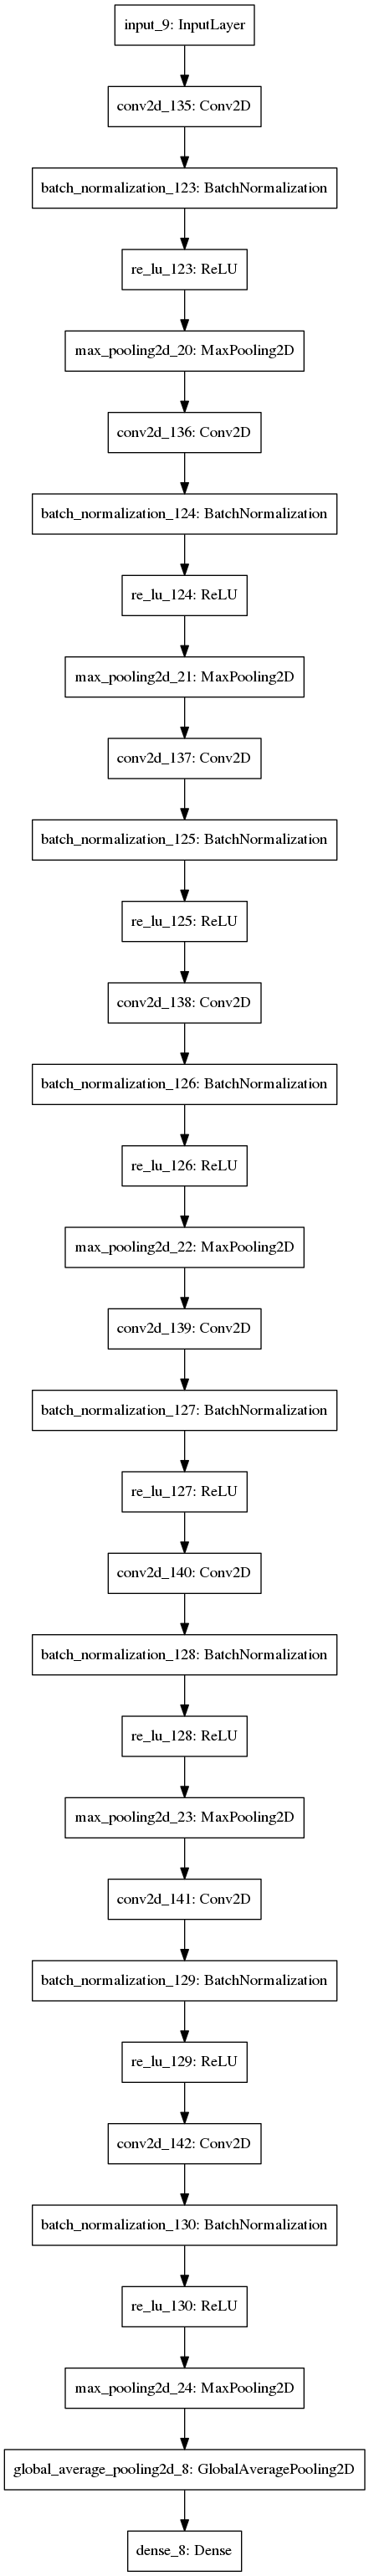 input_9: InputLayer
conv2d_135: Conv2D
batch_normalization_123: BatchNormalization
re_lu_123: ReLU
max_pooling2d_20: MaxPooling2D
conv2d_136: Conv2D
batch_normalization_124: BatchNormalization
re_lu_124: ReLU
max_pooling2d_21: MaxPooling2D
conv2d_137: Conv2D
batch_normalization_125: BatchNormalization
re_lu_125: ReLU
conv2d_138: Conv2D
batch_normalization_126: BatchNormalization
re_lu_126: ReLU
max_pooling2d_22: MaxPooling2D
conv2d_139: Conv2D
batch_normalization_127: BatchNormalization
re_lu_127: ReLU
conv2d_140: Conv2D
batch_normalization_128: BatchNormalization
re_lu_128: ReLU
max_pooling2d_23: MaxPooling2D
conv2d_141: Conv2D
batch_normalization_129: BatchNormalization
re_lu_129: ReLU
conv2d_142: Conv2D
batch_normalization_130: BatchNormalization
re_lu_130: ReLU
max_pooling2d_24: MaxPooling2D
global_average_pooling2d_8: GlobalAveragePooling2D
dense_8: Dense